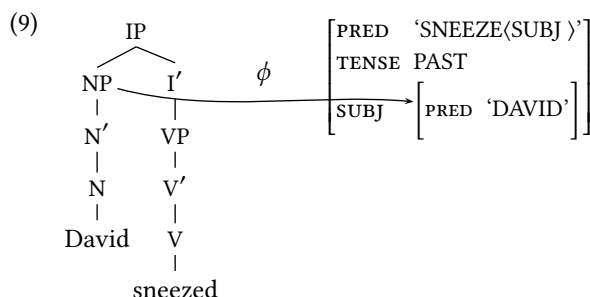 (9)
IP [PRED ‘SNEEZE⟨SUBJ ⟩’]
TENSE PAST
NP I′ ϕ SUBJ [PRED ‘DAVID’]
N′ VP
N V′
David V
sneezed